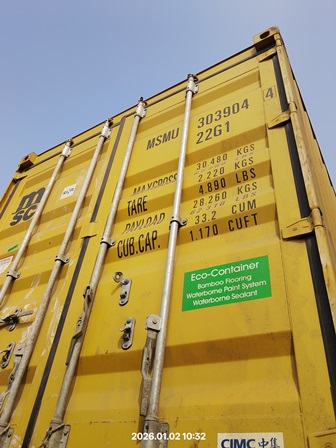 MSMU 303904 4
22G1
MAXGROSS 30.480 KGS
TARE 2.220 KGS
4.890 LBS
PAYLOAD 28.260 KGS
CUB.CAP. 33.2 CUM
1.170 CUFT
m
sc
Eco-Container
Bamboo Flooring
Waterborne Paint System
Waterborne Sealant
CIMC 中集
2026.01.02 10:32